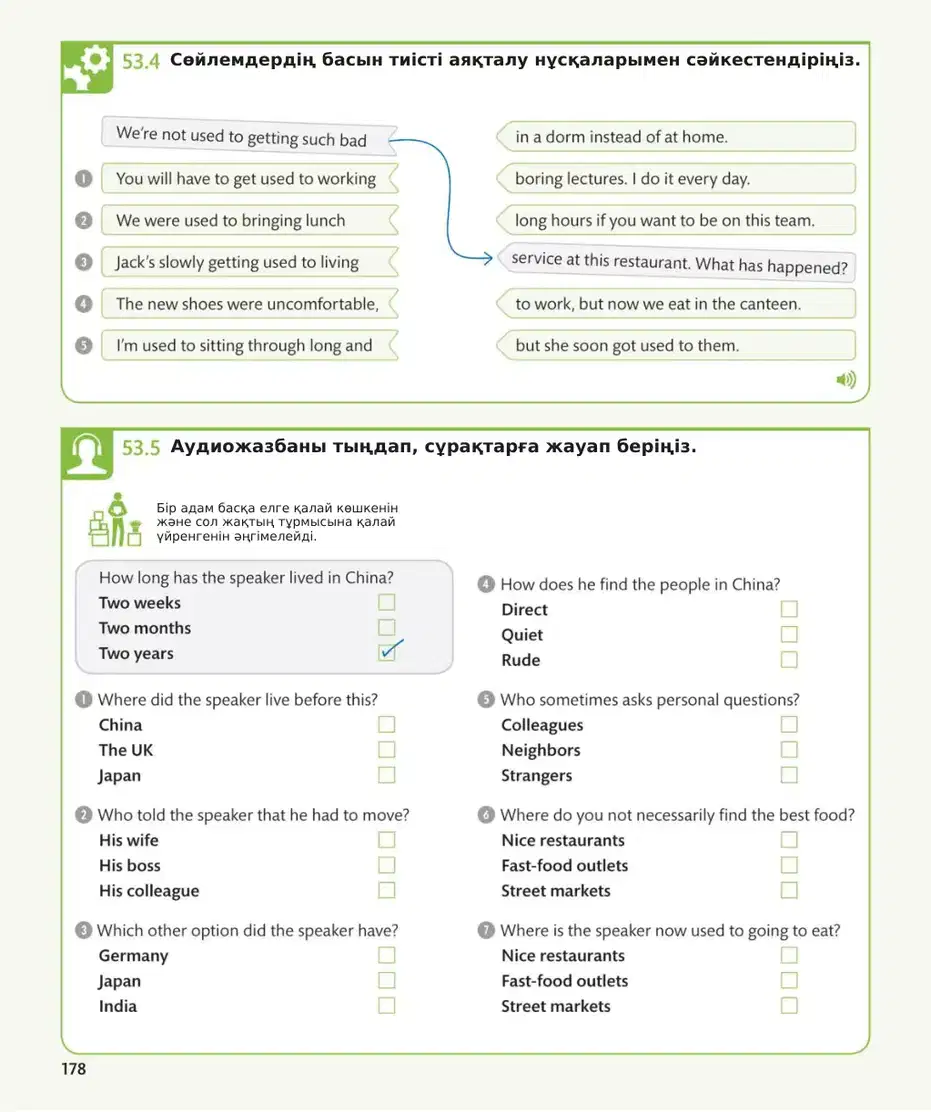 53.4 Сөйлемдердің басын тиісті аяқталу нұсқаларымен сәйкестендіріңіз.
We're not used to getting such bad
1 You will have to get used to working
2 We were used to bringing lunch
3 Jack's slowly getting used to living
4 The new shoes were uncomfortable,
5 I'm used to sitting through long and
in a dorm instead of at home.
boring lectures. I do it every day.
long hours if you want to be on this team.
service at this restaurant. What has happened?
to work, but now we eat in the canteen.
but she soon got used to them.
53.5 Аудиожазбаны тыңдап, сұрақтарға жауап беріңіз.
Бір адам басқа елге қалай көшкенін
және сол жақтың тұрмысына қалай
үйренгенін әңгімелейді.
How long has the speaker lived in China?
Two weeks
Two months
Two years
1 Where did the speaker live before this?
China
The UK
Japan
2 Who told the speaker that he had to move?
His wife
His boss
His colleague
3 Which other option did the speaker have?
Germany
Japan
India
4 How does he find the people in China?
Direct
Quiet
Rude
5 Who sometimes asks personal questions?
Colleagues
Neighbors
Strangers
6 Where do you not necessarily find the best food?
Nice restaurants
Fast-food outlets
Street markets
7 Where is the speaker now used to going to eat?
Nice restaurants
Fast-food outlets
Street markets
178